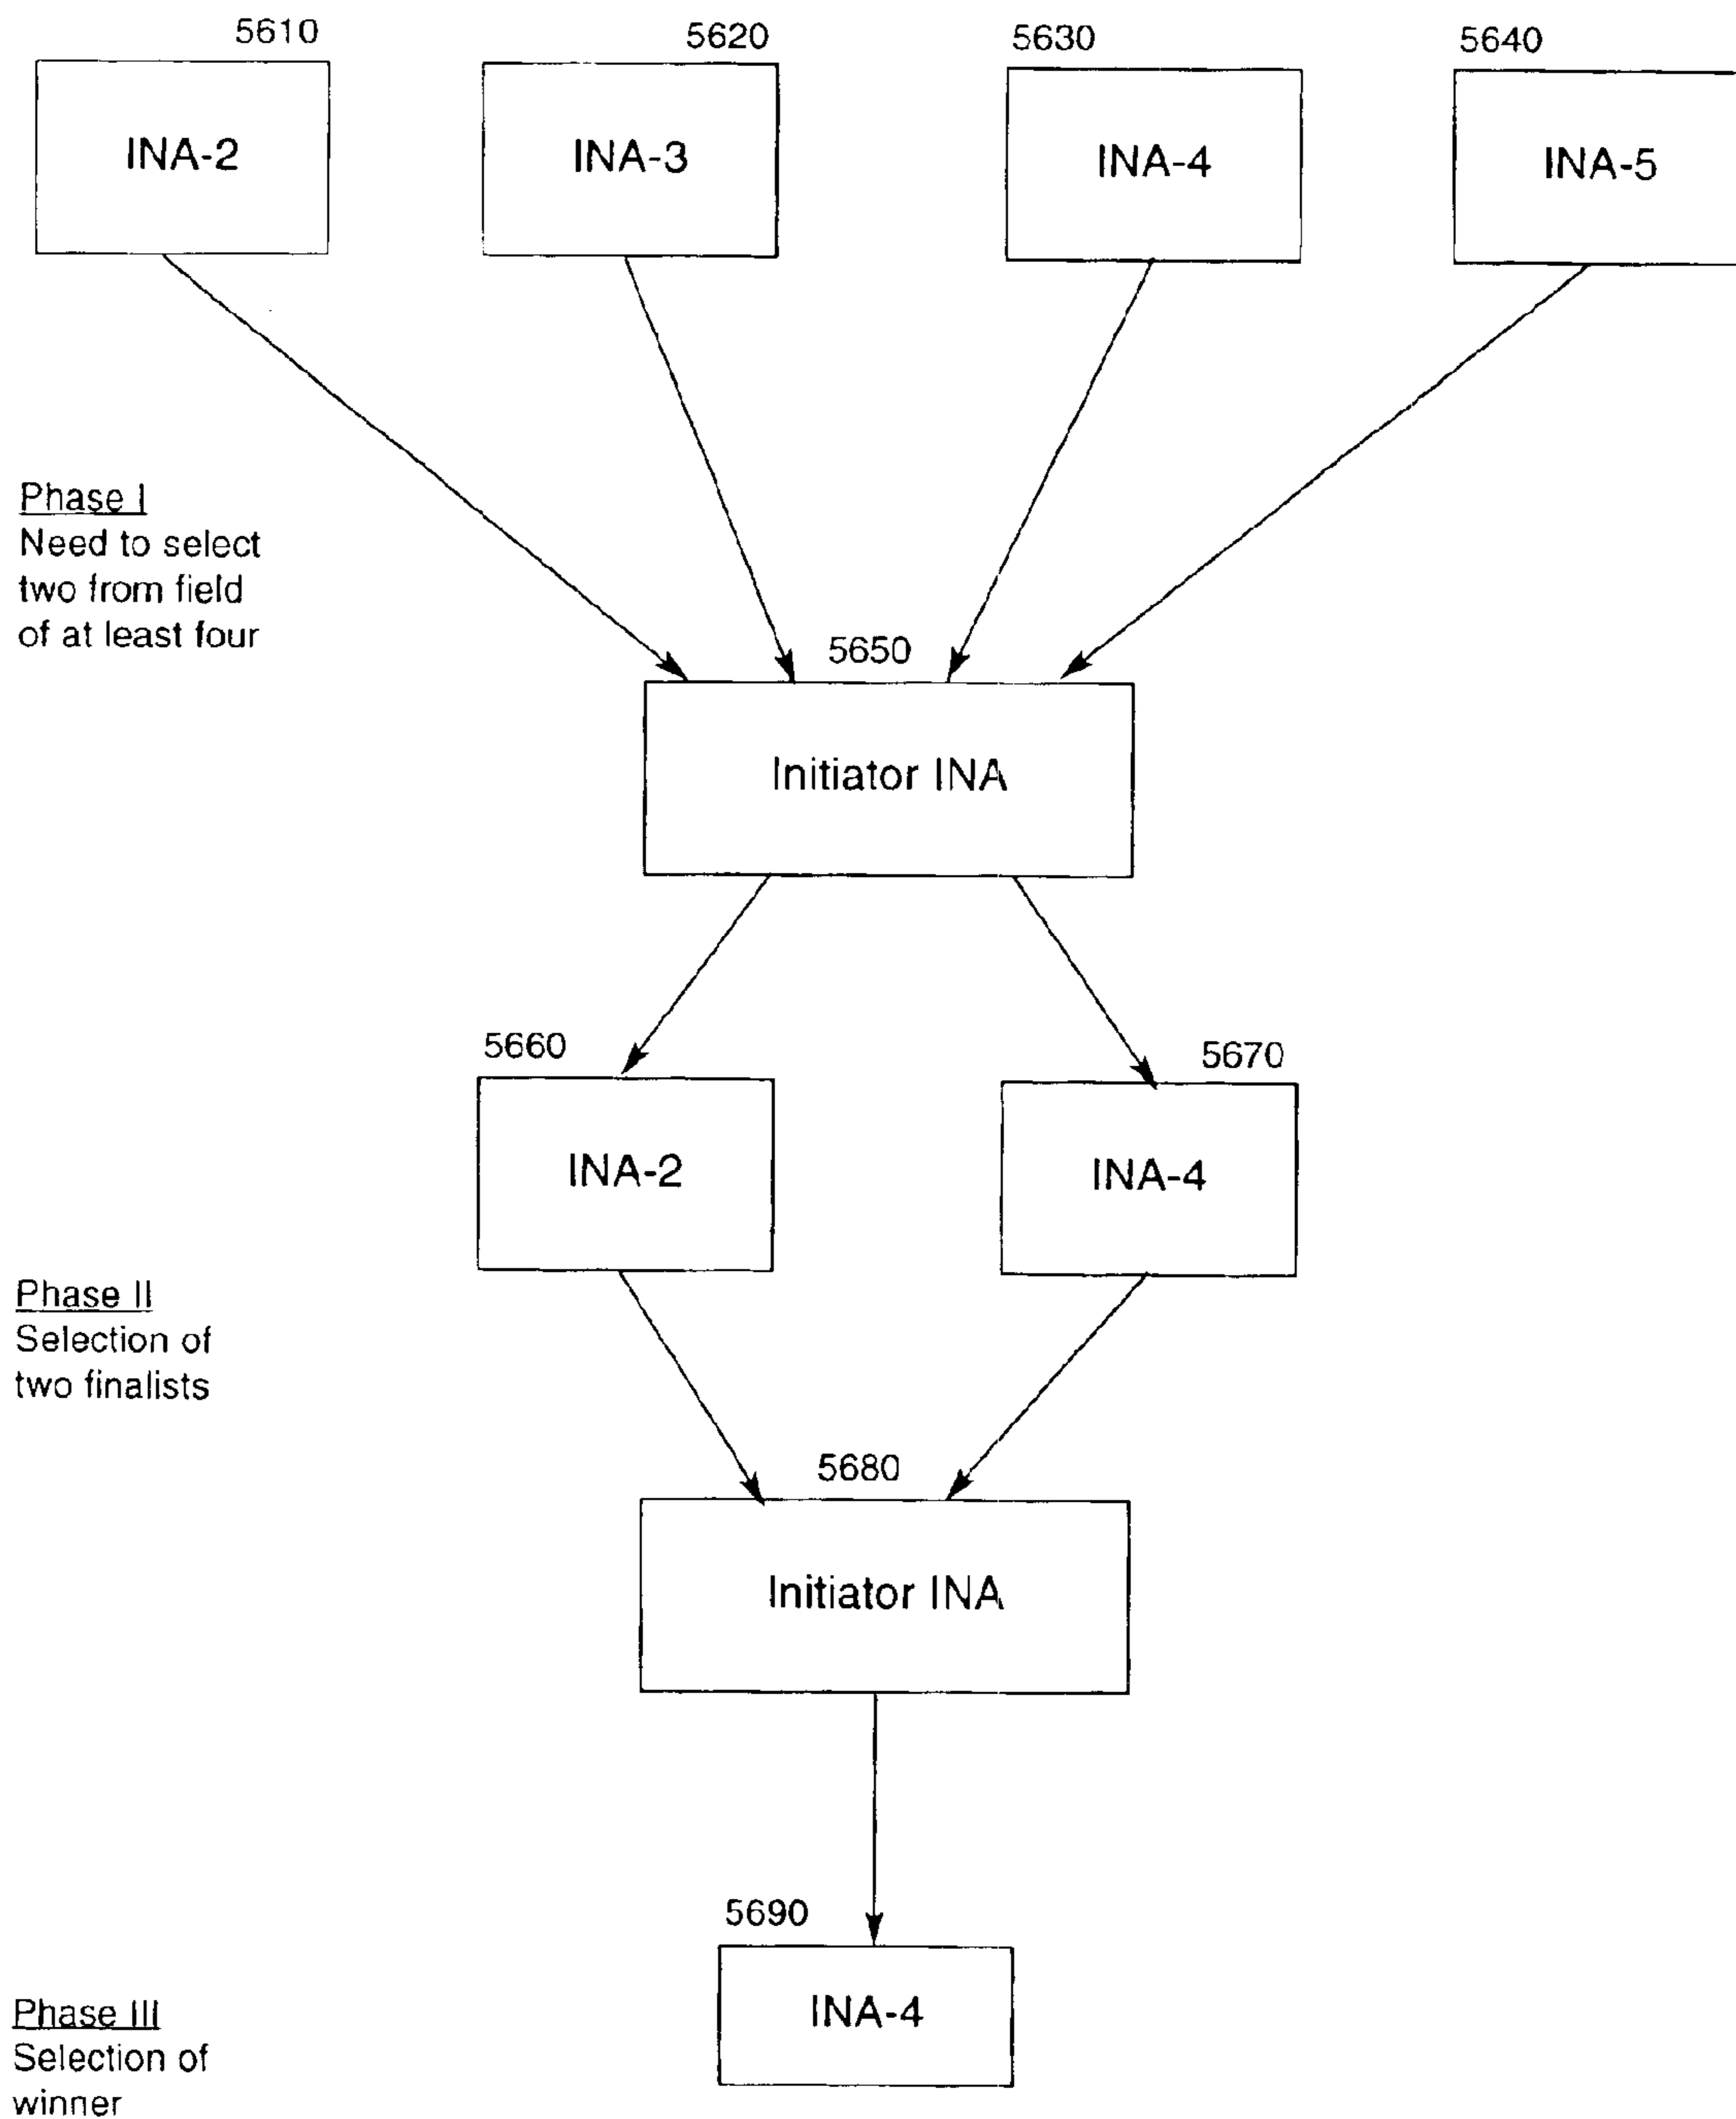 5610
5620
5630
5640
INA-2
INA-3
INA-4
INA-5
Phase I
Need to select
two from field
of at least four
5650
Initiator INA
5660
5670
INA-2
INA-4
Phase II
Selection of
two finalists
5680
Initiator INA
5690
INA-4
Phase III
Selection of
winner